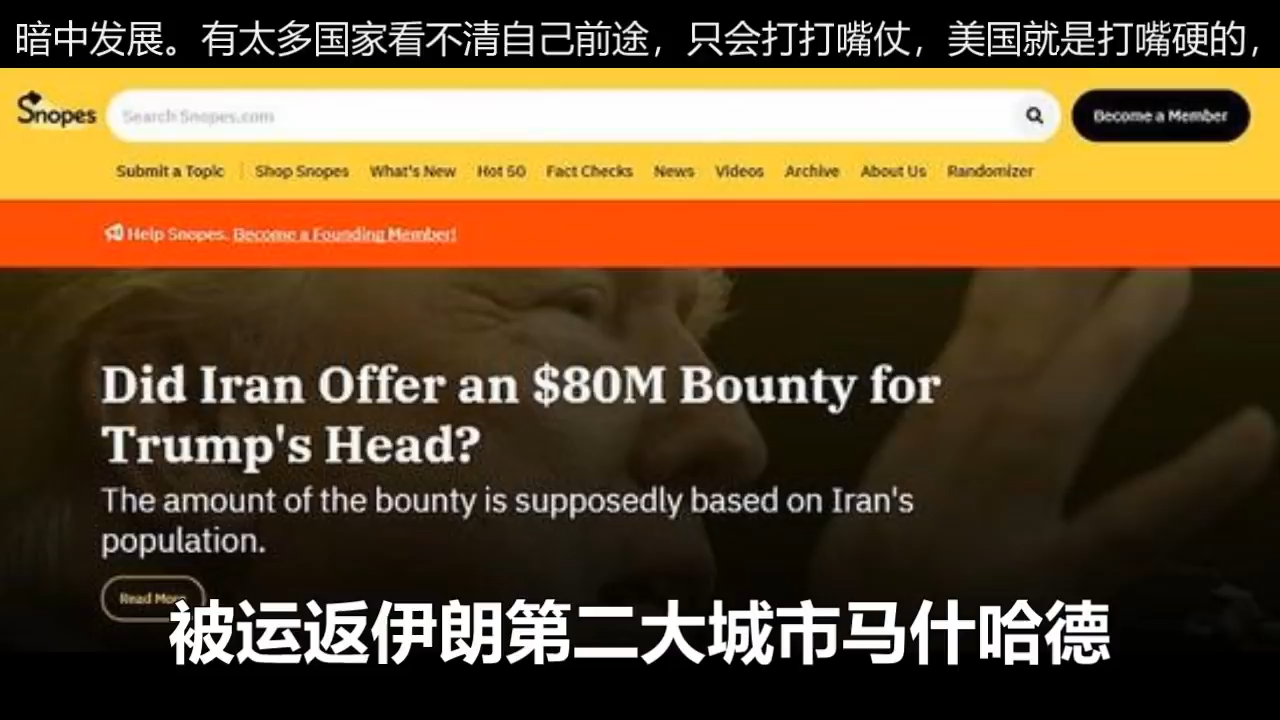 暗中发展。有太多国家看不清自己前途，只会打打嘴仗，美国就是打嘴硬的，
Snopes
Search Snopes.com
Become a Member
Submit a Topic
Shop Snopes
What's New
Hot 50
Fact Checks
News
Videos
Archive
About Us
Randomizer
Help Snopes. Become a Founding Member!
Did Iran Offer an $80M Bounty for
Trump's Head?
The amount of the bounty is supposedly based on Iran's
population.
Read More
被运返伊朗第二大城市马什哈德